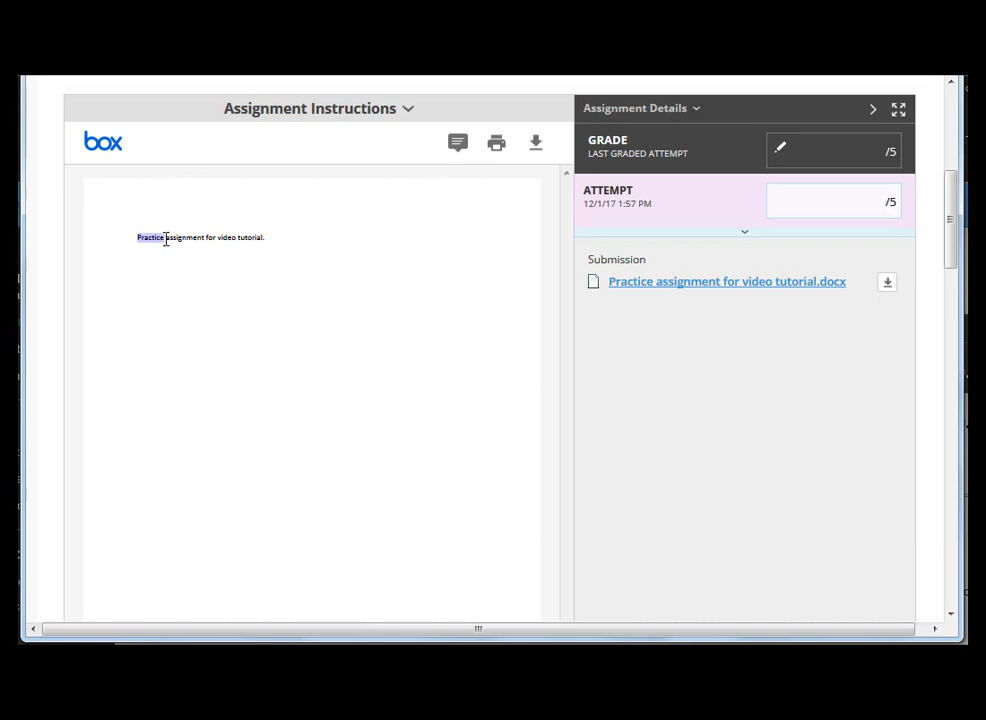 Assignment Instructions
box
Practice assignment for video tutorial.
Assignment Details
GRADE
LAST GRADED ATTEMPT
/5
ATTEMPT
12/1/17 1:57 PM
/5
Submission
Practice assignment for video tutorial.docx